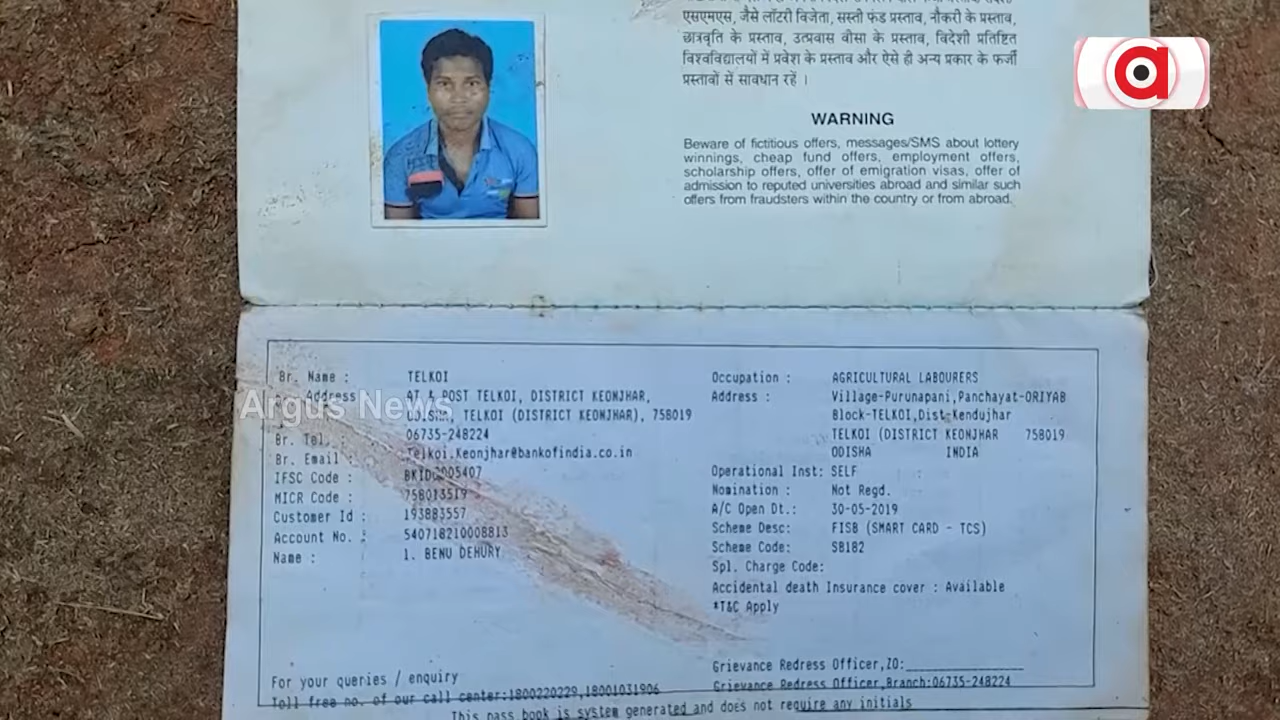 एसएमएस, जैसे लॉटरी विजेता, सस्ती फंड प्रस्ताव, नौकरी के प्रस्ताव,
छात्रवृति के प्रस्ताव, उत्प्रवास वीसा के प्रस्ताव, विदेशी प्रतिष्टित
विश्वविद्यालयों में प्रवेश के प्रस्ताव और ऐसे ही अन्य प्रकार के फर्जी
प्रस्तावों सें सावधान रहें ।
WARNING
Beware of fictitious offers, messages/SMS about lottery
winnings, cheap fund offers, employment offers,
scholarship offers, offer of emigration visas, offer of
admission to reputed universities abroad and similar such
offers from fraudsters within the country or from abroad.
a
Argus News
Br. Name : TELKOI
Address AT & POST TELKOI, DISTRICT KEONJHAR,
ODISHA, TELKOI (DISTRICT KEONJHAR), 758019
Br. Tel. : 06735-248224
Br. Email : Telkoi.Keonjhar@bankofindia.co.in
IFSC Code : BKID0005407
MICR Code : 758013519
Customer Id : 193883557
Account No. : 540718210008813
Name : 1. BENU DEHURY
Occupation : AGRICULTURAL LABOURERS
Address : Village-Purunapani,Panchayat-ORIYAB
Block-TELKOI,Dist-Kendujhar
TELKOI (DISTRICT KEONJHAR 758019
ODISHA INDIA
Operational Inst: SELF
Nomination : Not Regd.
A/C Open Dt.: 30-05-2019
Scheme Desc: FISB (SMART CARD - TCS)
Scheme Code: SB182
Spl. Charge Code:
Accidental death Insurance cover : Available
*T&C Apply
For your queries / enquiry
Toll free no. of our call center:1800220229,18001031906
Grievance Redress Officer,ZO:______________
Grievance Redress Officer,Branch:06735-248224
This pass book is system generated and does not require any initials